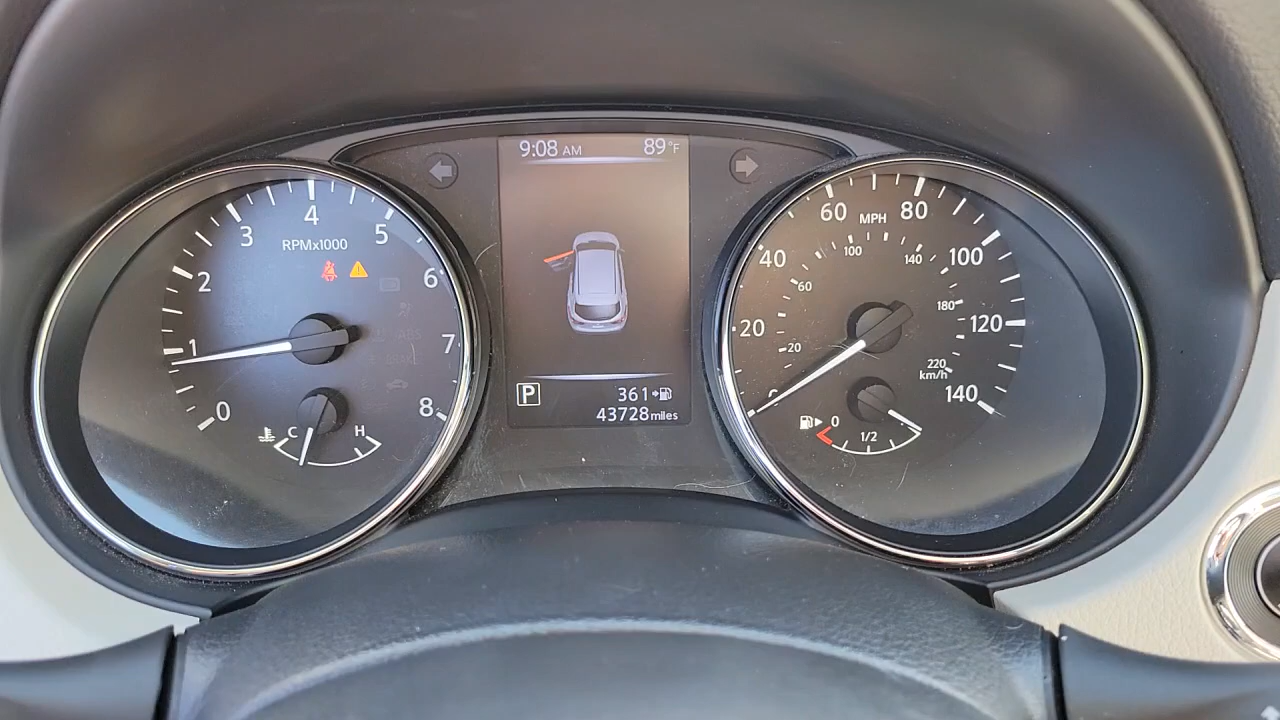 9:08 AM 89°F
P 361
43728 miles
0 1 2 3 4 5 6 7 8
RPMx1000
C H
20 40 60 80 100 120 140
MPH
20 60 100 140 180 220
km/h
0 1/2